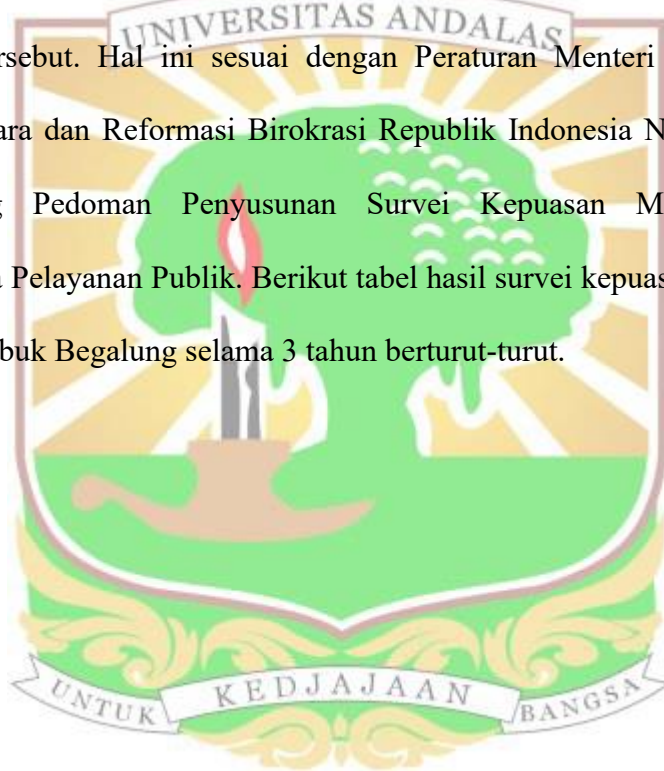 UNIVERSITAS ANDALAS
rsebut. Hal ini sesuai dengan Peraturan Menteri
ara dan Reformasi Birokrasi Republik Indonesia N
g Pedoman Penyusunan Survei Kepuasan M
a Pelayanan Publik. Berikut tabel hasil survei kepuas
buk Begalung selama 3 tahun berturut-turut.
UNTUK KEDJAJAAN BANGSA